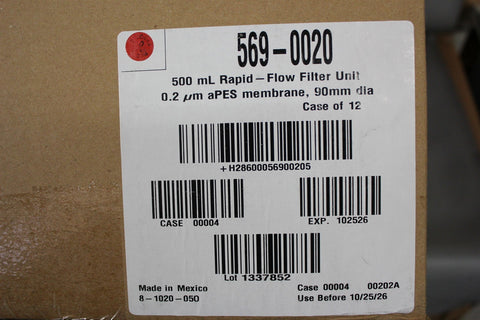 569-0020
500 mL Rapid-Flow Filter Unit
0.2 µm aPES membrane, 90mm dia
Case of 12
+H28600056900205
CASE 00004
EXP. 102526
Lot 1337852
Made in Mexico
8-1020-050
Case 00004 00202A
Use Before 10/25/26